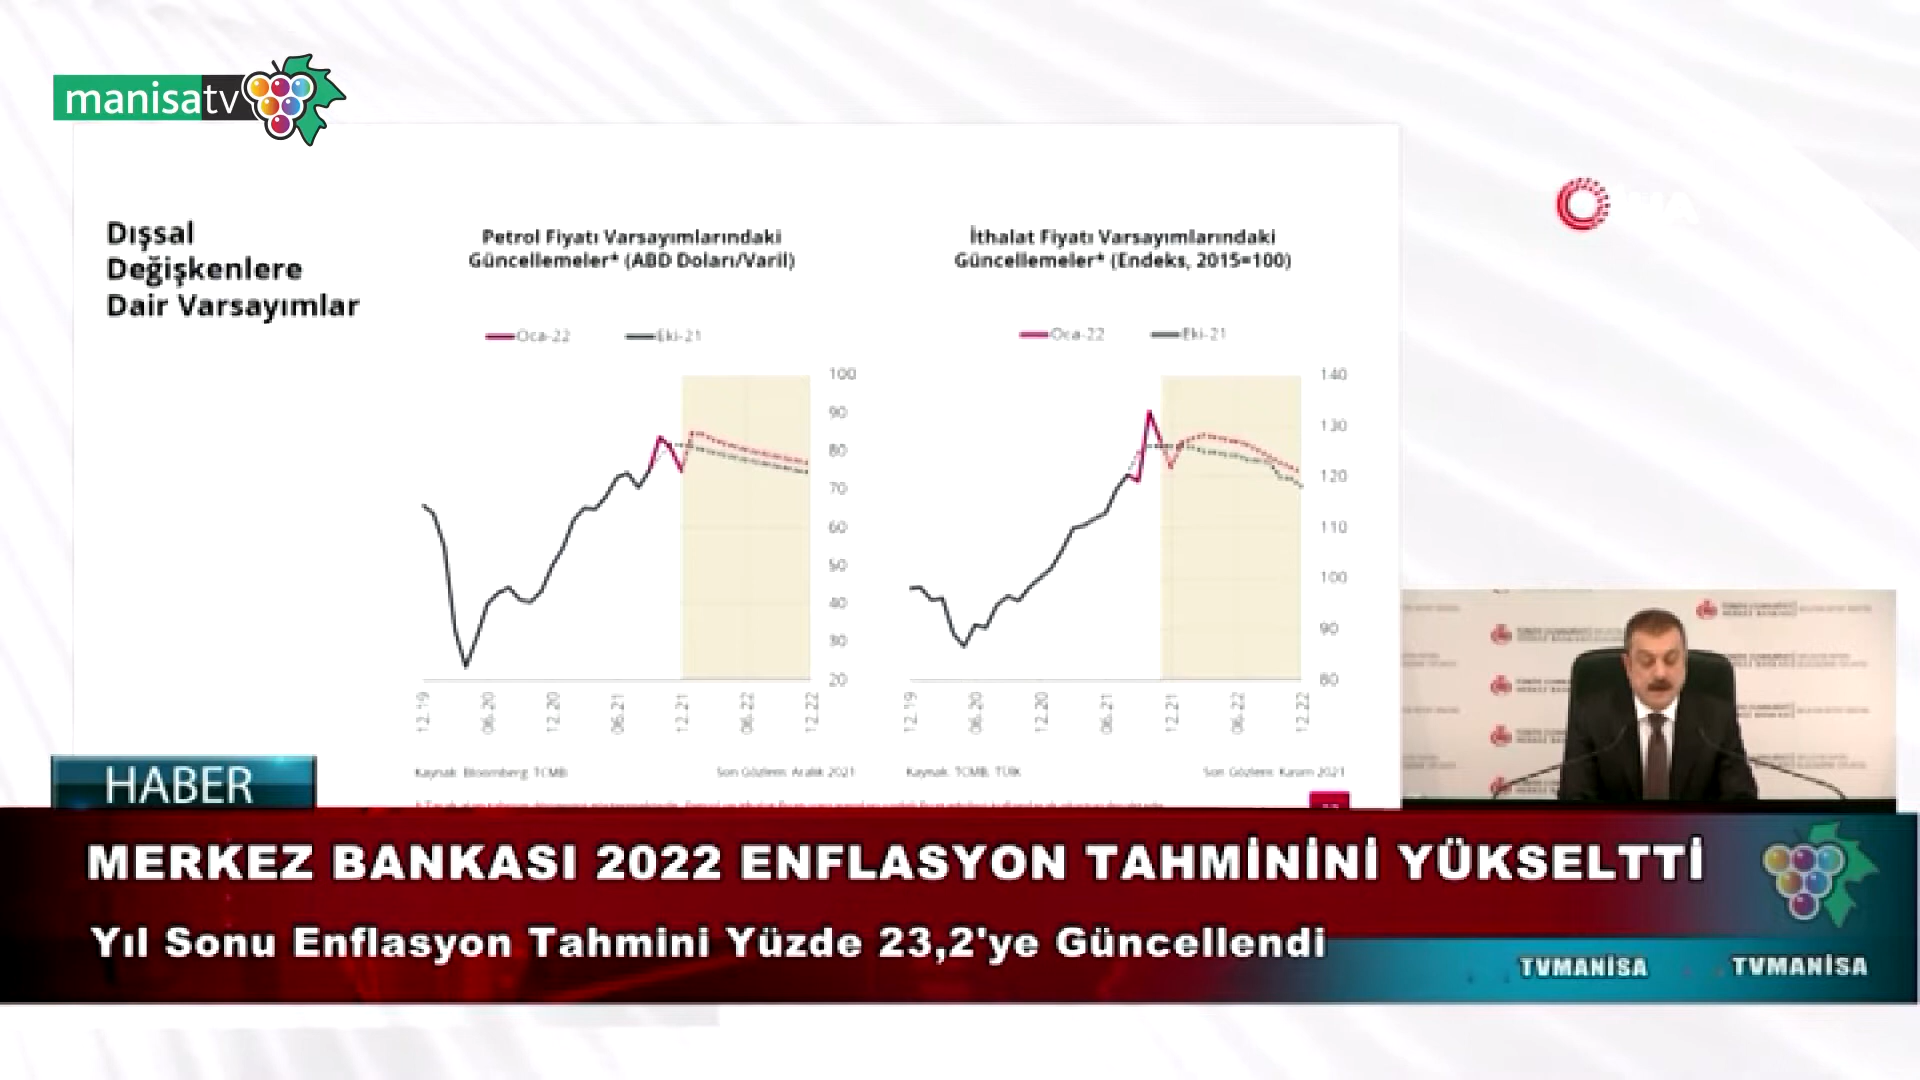 manisatv
Dışsal
Değişkenlere
Dair Varsayımlar
Petrol Fiyatı Varsayımlarındaki
Güncellemeler* (ABD Doları/Varil)
Oca-22
Eki-21
100
90
80
70
60
50
40
30
20
12.19
06.20
12.20
06.21
12.21
06.22
12.22
Kaynak: Bloomberg, TCMB
Son Gözlem: Aralık 2021
İthalat Fiyatı Varsayımlarındaki
Güncellemeler* (Endeks, 2015=100)
Oca-22
Eki-21
140
130
120
110
100
90
80
12.19
06.20
12.20
06.21
12.21
06.22
12.22
Kaynak: TCMB, TÜİK
Son Gözlem: Kasım 2021
HABER
MERKEZ BANKASI 2022 ENFLASYON TAHMİNİNİ YÜKSELTTİ
Yıl Sonu Enflasyon Tahmini Yüzde 23,2'ye Güncellendi
TVMANİSA
TVMANİSA